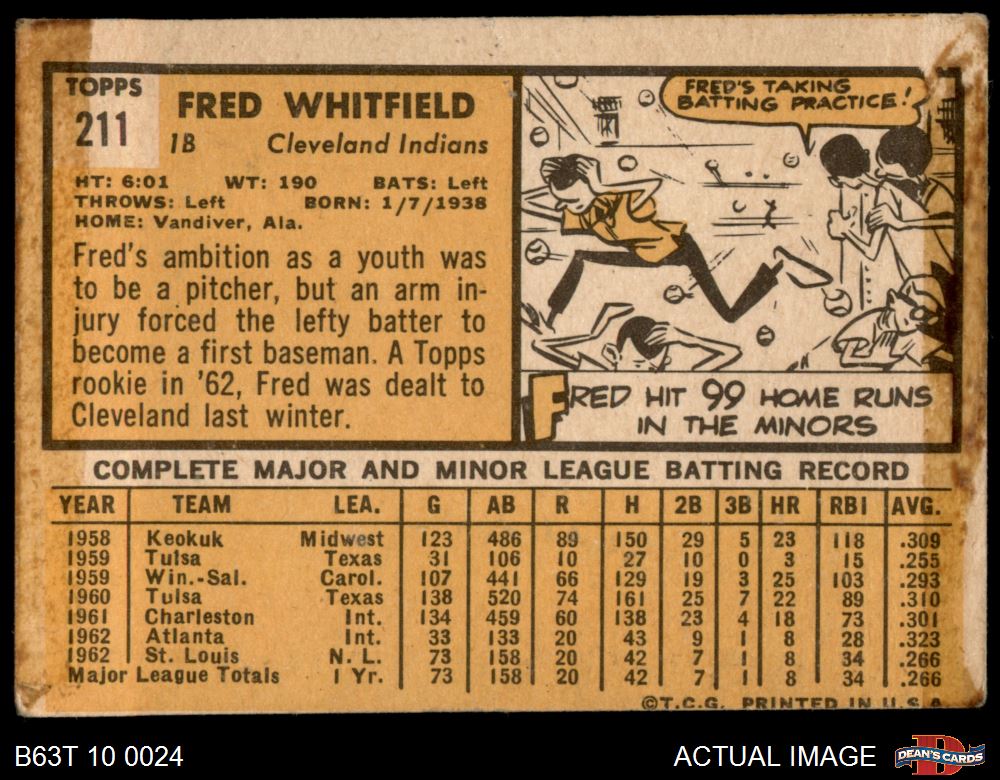 TOPPS
211
FRED WHITFIELD
1B Cleveland Indians
HT: 6:01 WT: 190 BATS: Left
THROWS: Left BORN: 1/7/1938
HOME: Vandiver, Ala.
Fred's ambition as a youth was
to be a pitcher, but an arm in-
jury forced the lefty batter to
become a first baseman. A Topps
rookie in '62, Fred was dealt to
Cleveland last winter.
FRED'S TAKING
BATTING PRACTICE!
FRED HIT 99 HOME RUNS
IN THE MINORS
COMPLETE MAJOR AND MINOR LEAGUE BATTING RECORD
YEAR TEAM LEA. G AB R H 2B 3B HR RBI AVG.
1958 Keokuk Midwest 123 486 89 150 29 5 23 118 .309
1959 Tulsa Texas 31 106 10 27 10 0 3 15 .255
1959 Win.-Sal. Carol. 107 441 66 129 19 3 25 103 .293
1960 Tulsa Texas 138 520 74 161 25 7 22 89 .310
1961 Charleston Int. 134 459 60 138 23 4 18 73 .301
1962 Atlanta Int. 33 133 20 43 9 1 8 28 .323
1962 St. Louis N. L. 73 158 20 42 7 1 8 34 .266
Major League Totals 1 Yr. 73 158 20 42 7 1 8 34 .266
©T.C.G. PRINTED IN U.S.A.
B63T 10 0024
ACTUAL IMAGE
DEAN'S CARDS